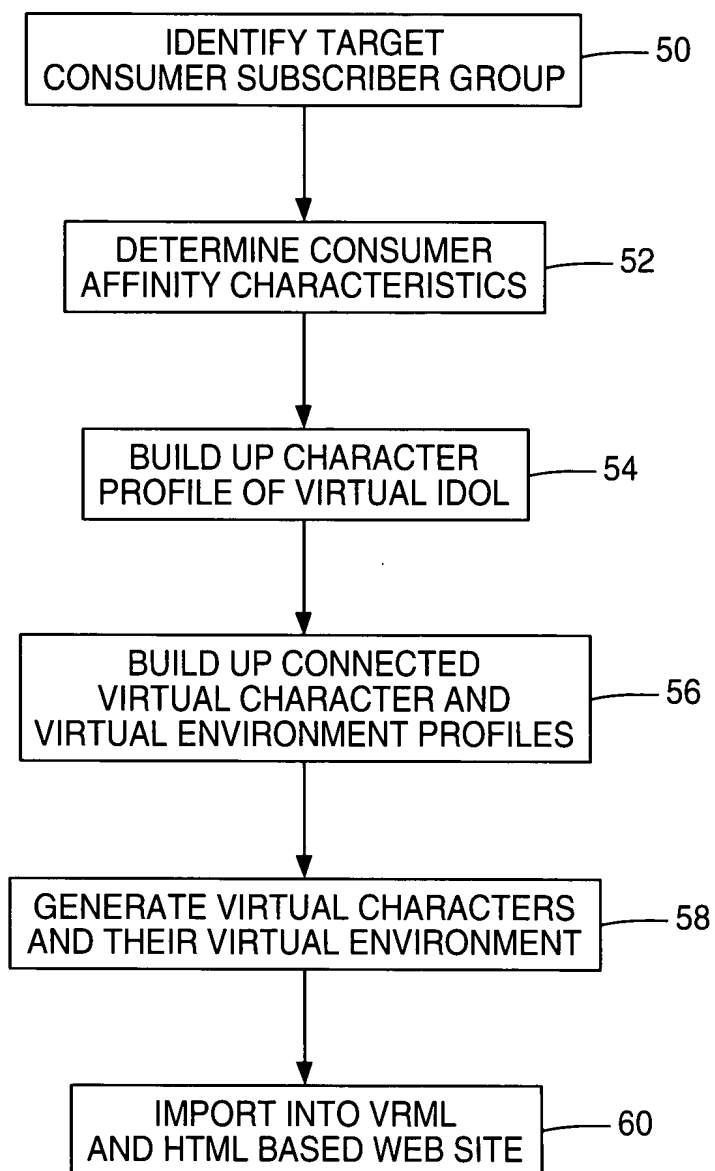 IDENTIFY TARGET
CONSUMER SUBSCRIBER GROUP
50
DETERMINE CONSUMER
AFFINITY CHARACTERISTICS
52
BUILD UP CHARACTER
PROFILE OF VIRTUAL IDOL
54
BUILD UP CONNECTED
VIRTUAL CHARACTER AND
VIRTUAL ENVIRONMENT PROFILES
56
GENERATE VIRTUAL CHARACTERS
AND THEIR VIRTUAL ENVIRONMENT
58
IMPORT INTO VRML
AND HTML BASED WEB SITE
60